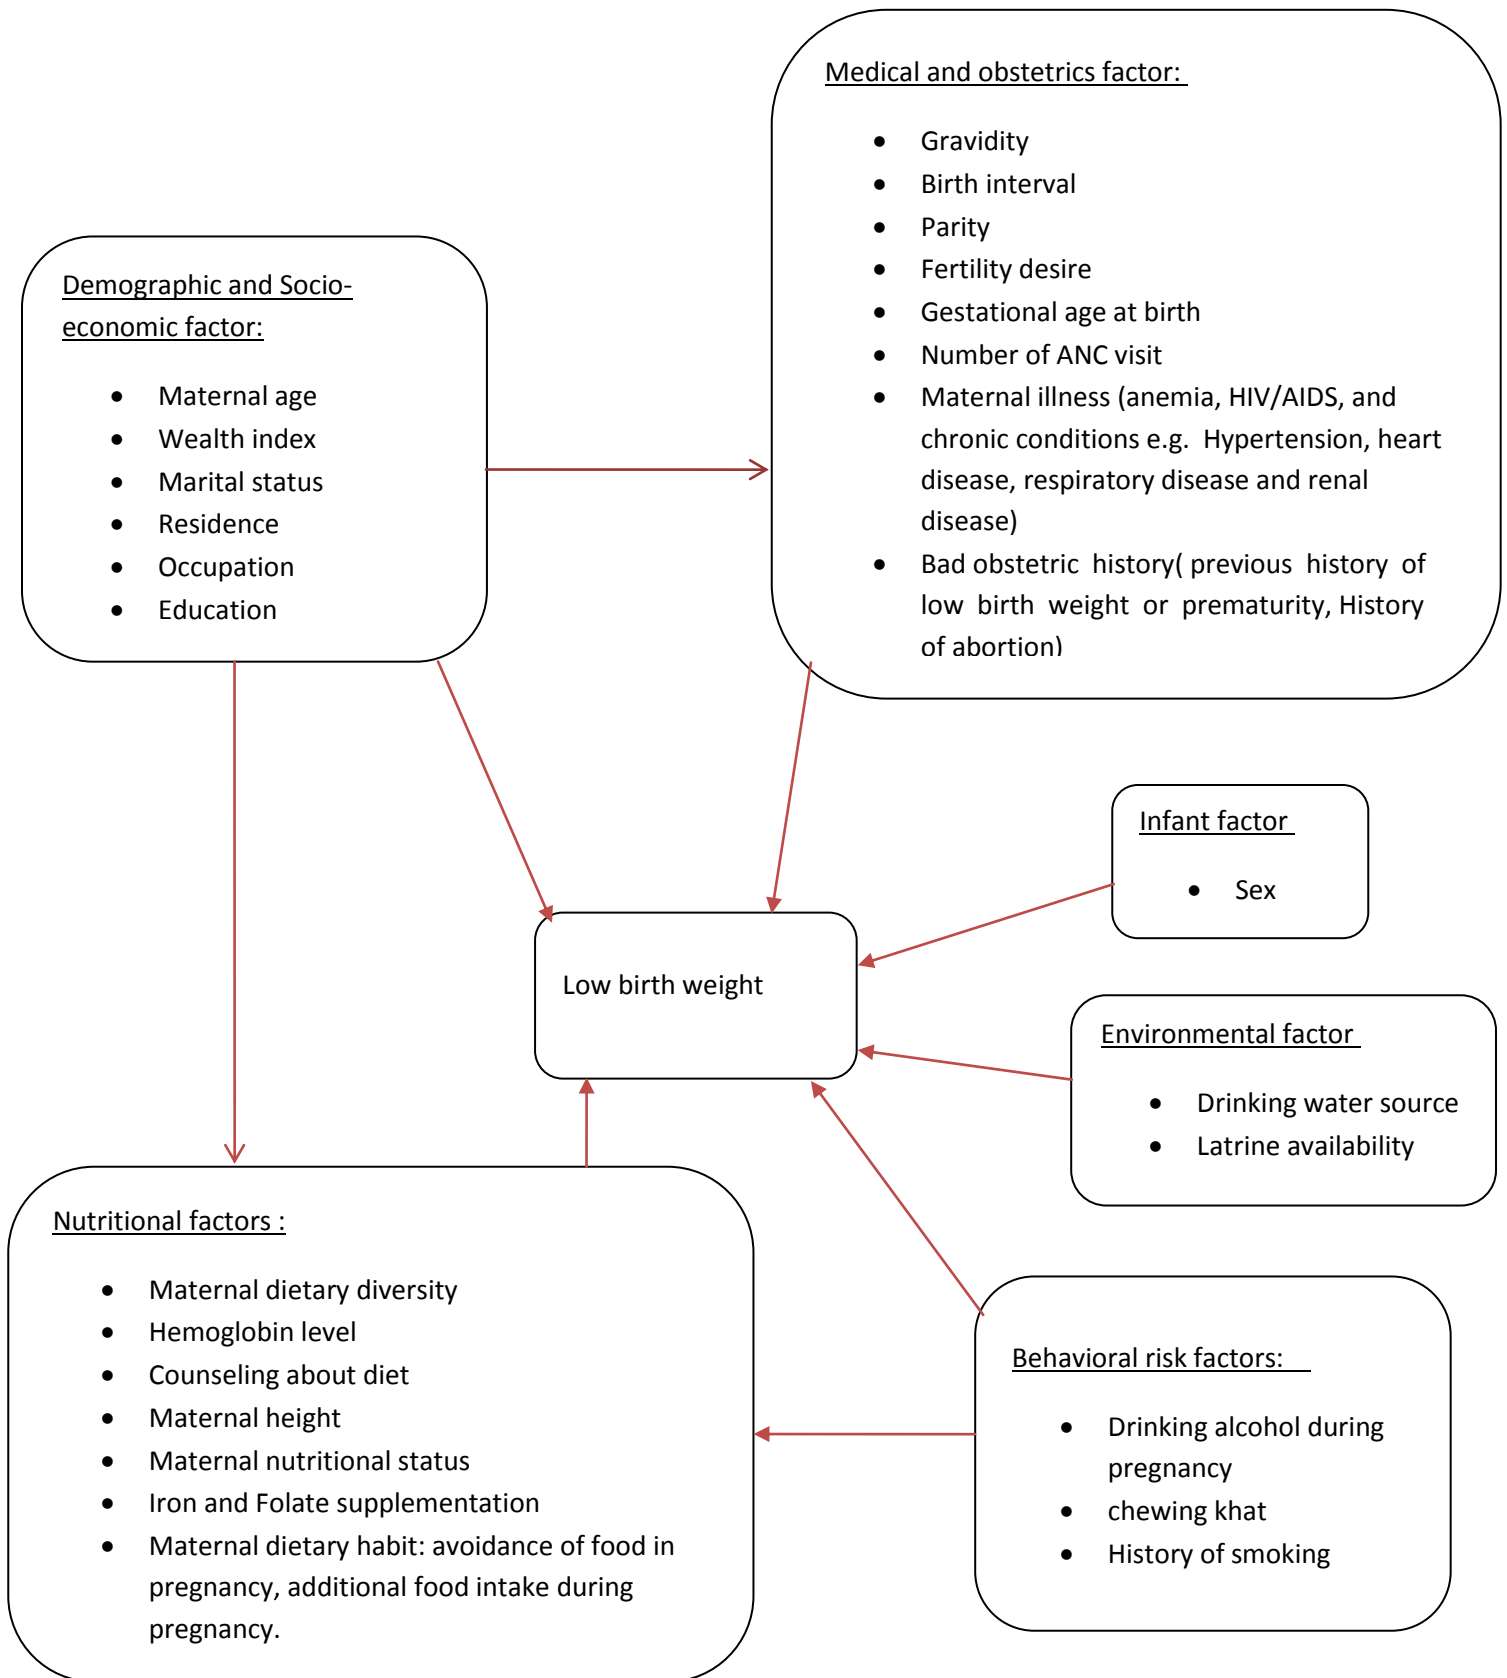 Medical and obstetrics factor:
• Gravidity
• Birth interval
• Parity
• Fertility desire
• Gestational age at birth
• Number of ANC visit
• Maternal illness (anemia, HIV/AIDS, and
chronic conditions e.g. Hypertension, heart
disease, respiratory disease and renal
disease)
• Bad obstetric history( previous history of
low birth weight or prematurity, History
of abortion)
Demographic and Socio-
economic factor:
• Maternal age
• Wealth index
• Marital status
• Residence
• Occupation
• Education
Infant factor
• Sex
Low birth weight
Environmental factor
• Drinking water source
• Latrine availability
Nutritional factors :
• Maternal dietary diversity
• Hemoglobin level
• Counseling about diet
• Maternal height
• Maternal nutritional status
• Iron and Folate supplementation
• Maternal dietary habit: avoidance of food in
pregnancy, additional food intake during
pregnancy.
Behavioral risk factors:
• Drinking alcohol during
pregnancy
• chewing khat
• History of smoking